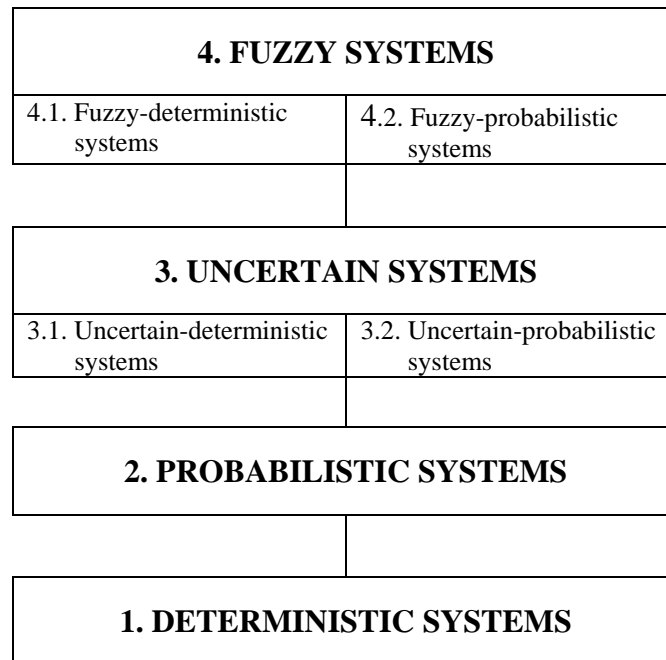 4. FUZZY SYSTEMS
4.1. Fuzzy-deterministic
systems
4.2. Fuzzy-probabilistic
systems
3. UNCERTAIN SYSTEMS
3.1. Uncertain-deterministic
systems
3.2. Uncertain-probabilistic
systems
2. PROBABILISTIC SYSTEMS
1. DETERMINISTIC SYSTEMS